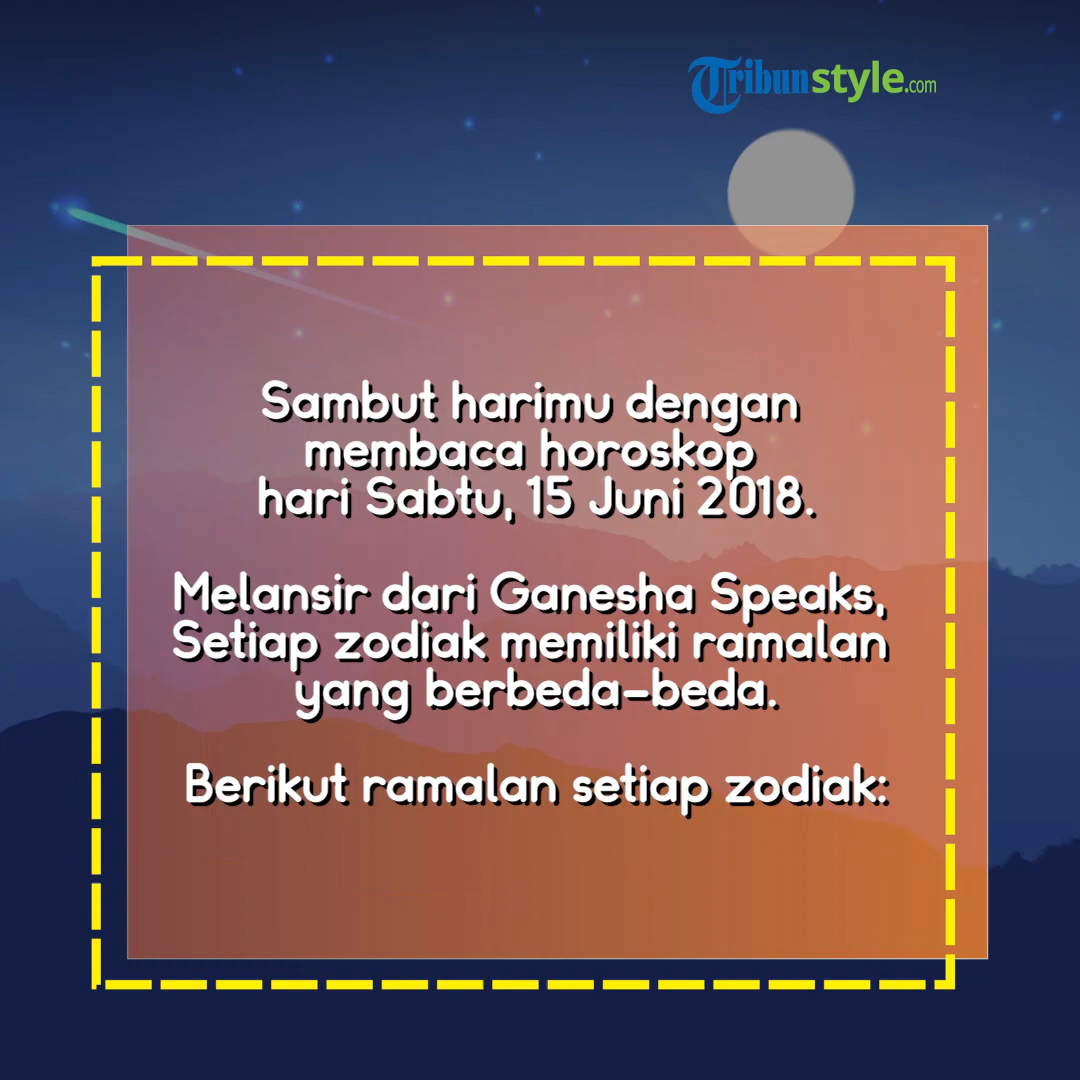 Tribunstyle.com
Sambut harimu dengan
membaca horoskop
hari Sabtu, 15 Juni 2018.
Melansir dari Ganesha Speaks,
Setiap zodiak memiliki ramalan
yang berbeda-beda.
Berikut ramalan setiap zodiak: